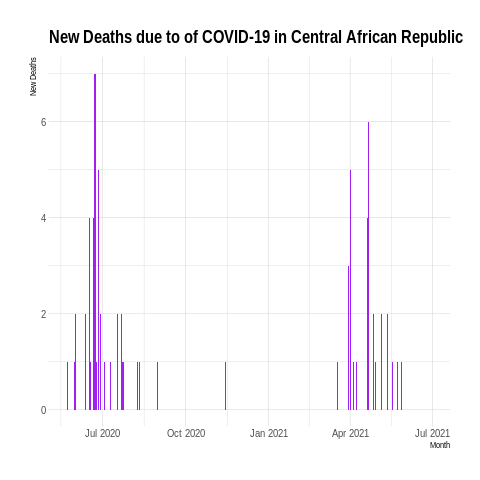 New Deaths due to of COVID-19 in Central African Republic
New Deaths
6
4
2
0
Jul 2020 Oct 2020 Jan 2021 Apr 2021 Jul 2021
Month